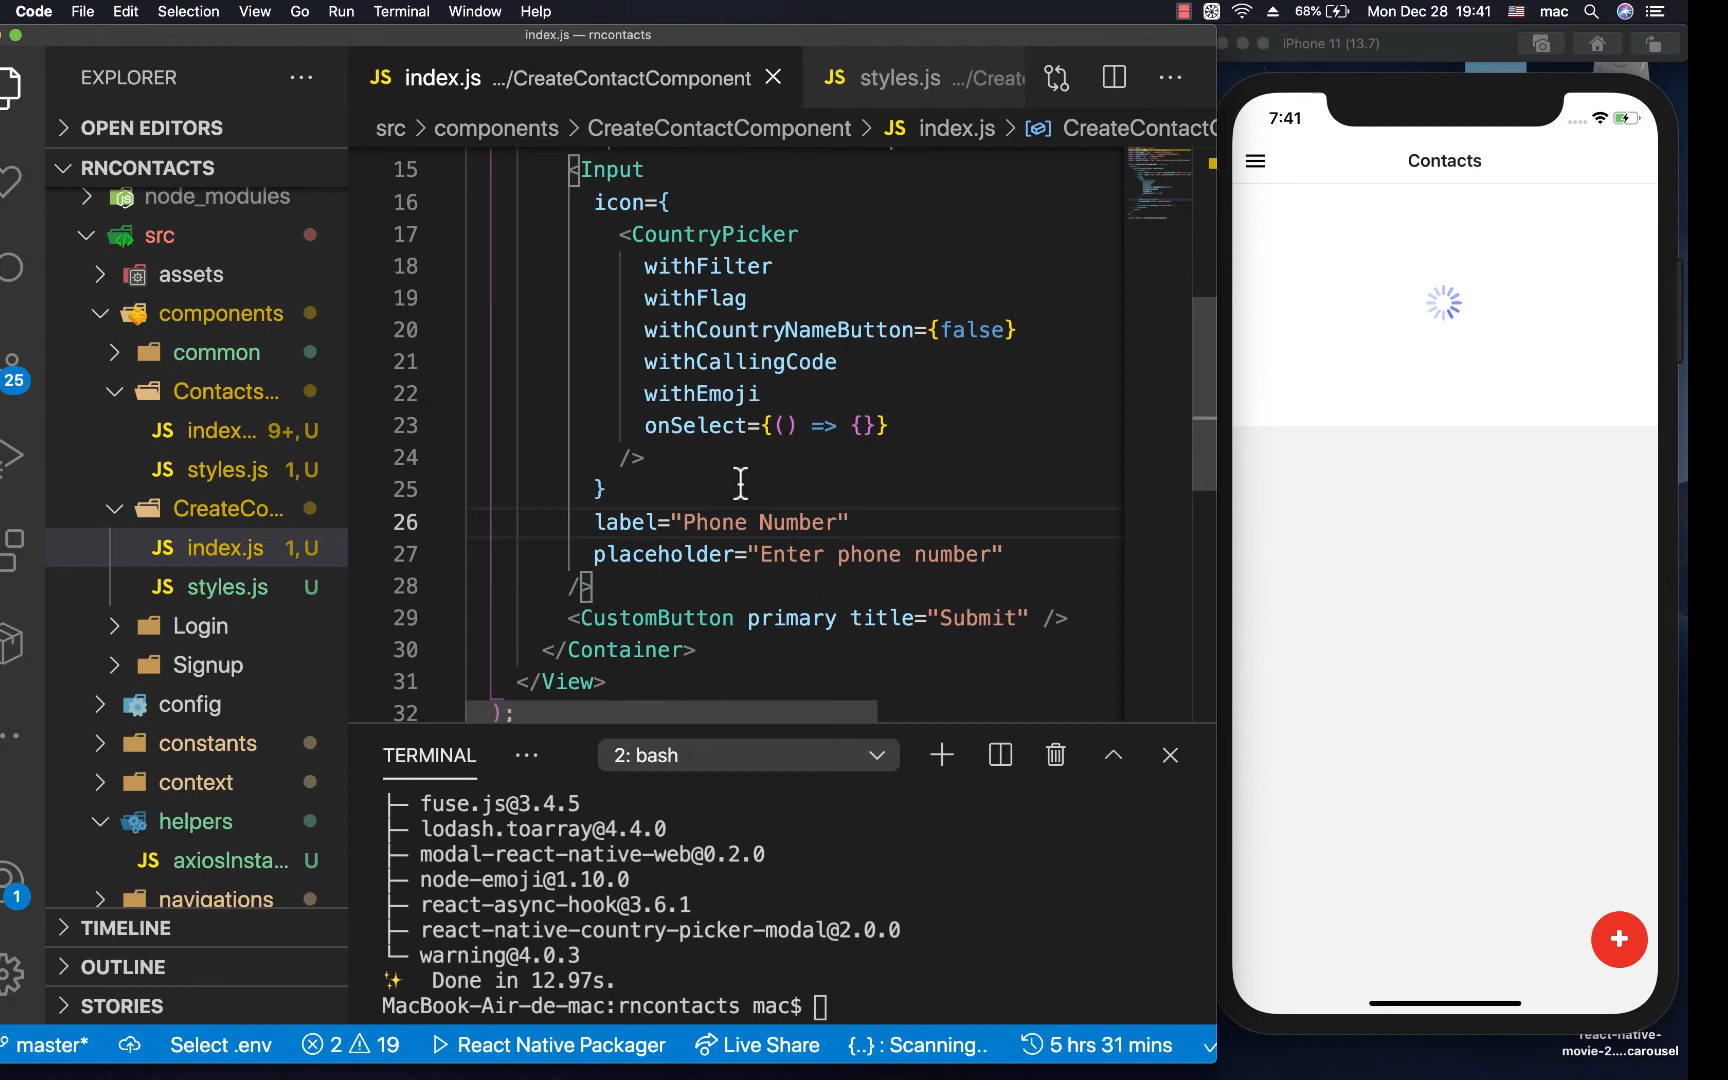 Code File Edit Selection View Go Run Terminal Window Help 68% Mon Dec 28 19:41 mac
index.js — rncontacts
iPhone 11 (13.7)
EXPLORER
JS index.js .../CreateContactComponent
JS styles.js .../Create
src > components > CreateContactComponent > JS index.js > CreateContactC
OPEN EDITORS
RNCONTACTS
node_modules
src
assets
components
common
Contacts...
JS index... 9+, U
JS styles.js 1, U
CreateCo...
JS index.js 1, U
JS styles.js U
Login
Signup
config
constants
context
helpers
JS axiosInsta... U
navigations
TIMELINE
OUTLINE
STORIES
25
1
15 <Input
16 icon={
17 <CountryPicker
18 withFilter
19 withFlag
20 withCountryNameButton={false}
21 withCallingCode
22 withEmoji
23 onSelect={() => {}}
24 />
25 }
26 label="Phone Number"
27 placeholder="Enter phone number"
28 />
29 <CustomButton primary title="Submit" />
30 </Container>
31 </View>
32 );
TERMINAL 2: bash
├─ fuse.js@3.4.5
├─ lodash.toarray@4.4.0
├─ modal-react-native-web@0.2.0
├─ node-emoji@1.10.0
├─ react-async-hook@3.6.1
├─ react-native-country-picker-modal@2.0.0
└─ warning@4.0.3
✨ Done in 12.97s.
MacBook-Air-de-mac:rncontacts mac$
master* Select .env 2 19 React Native Packager Live Share {..} : Scanning.. 5 hrs 31 mins
7:41
Contacts
+
react-native-
movie-2....carousel